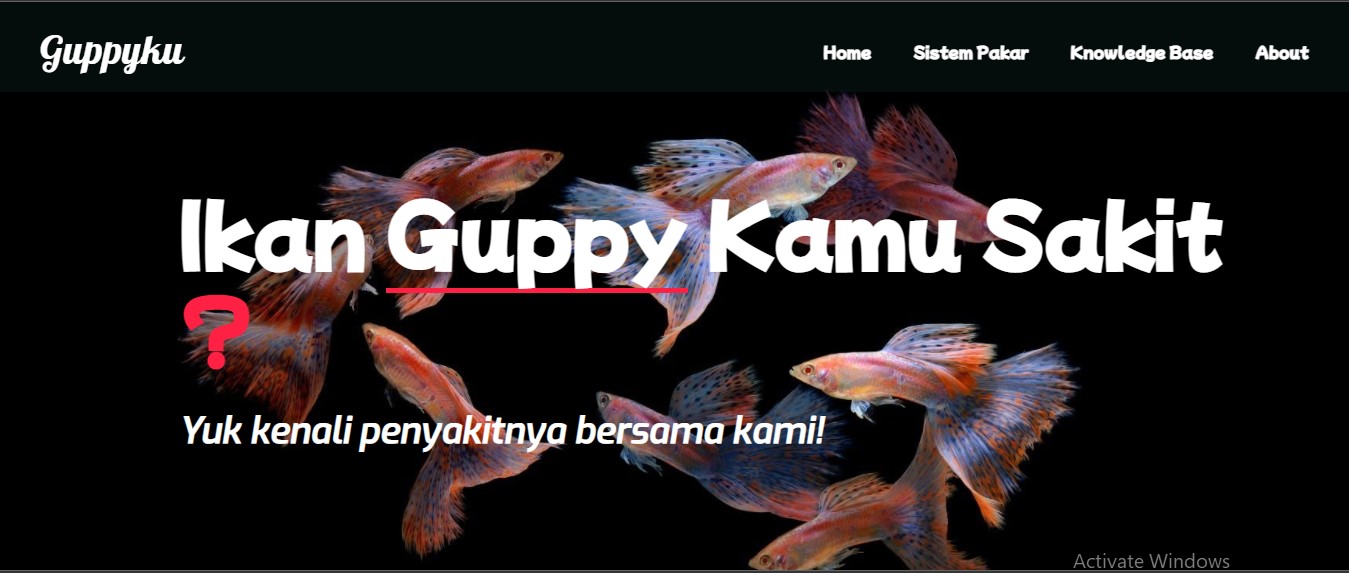 Guppyku
Home Sistem Pakar Knowledge Base About
Ikan Guppy Kamu Sakit
?
Yuk kenali penyakitnya bersama kami!
Activate Windows